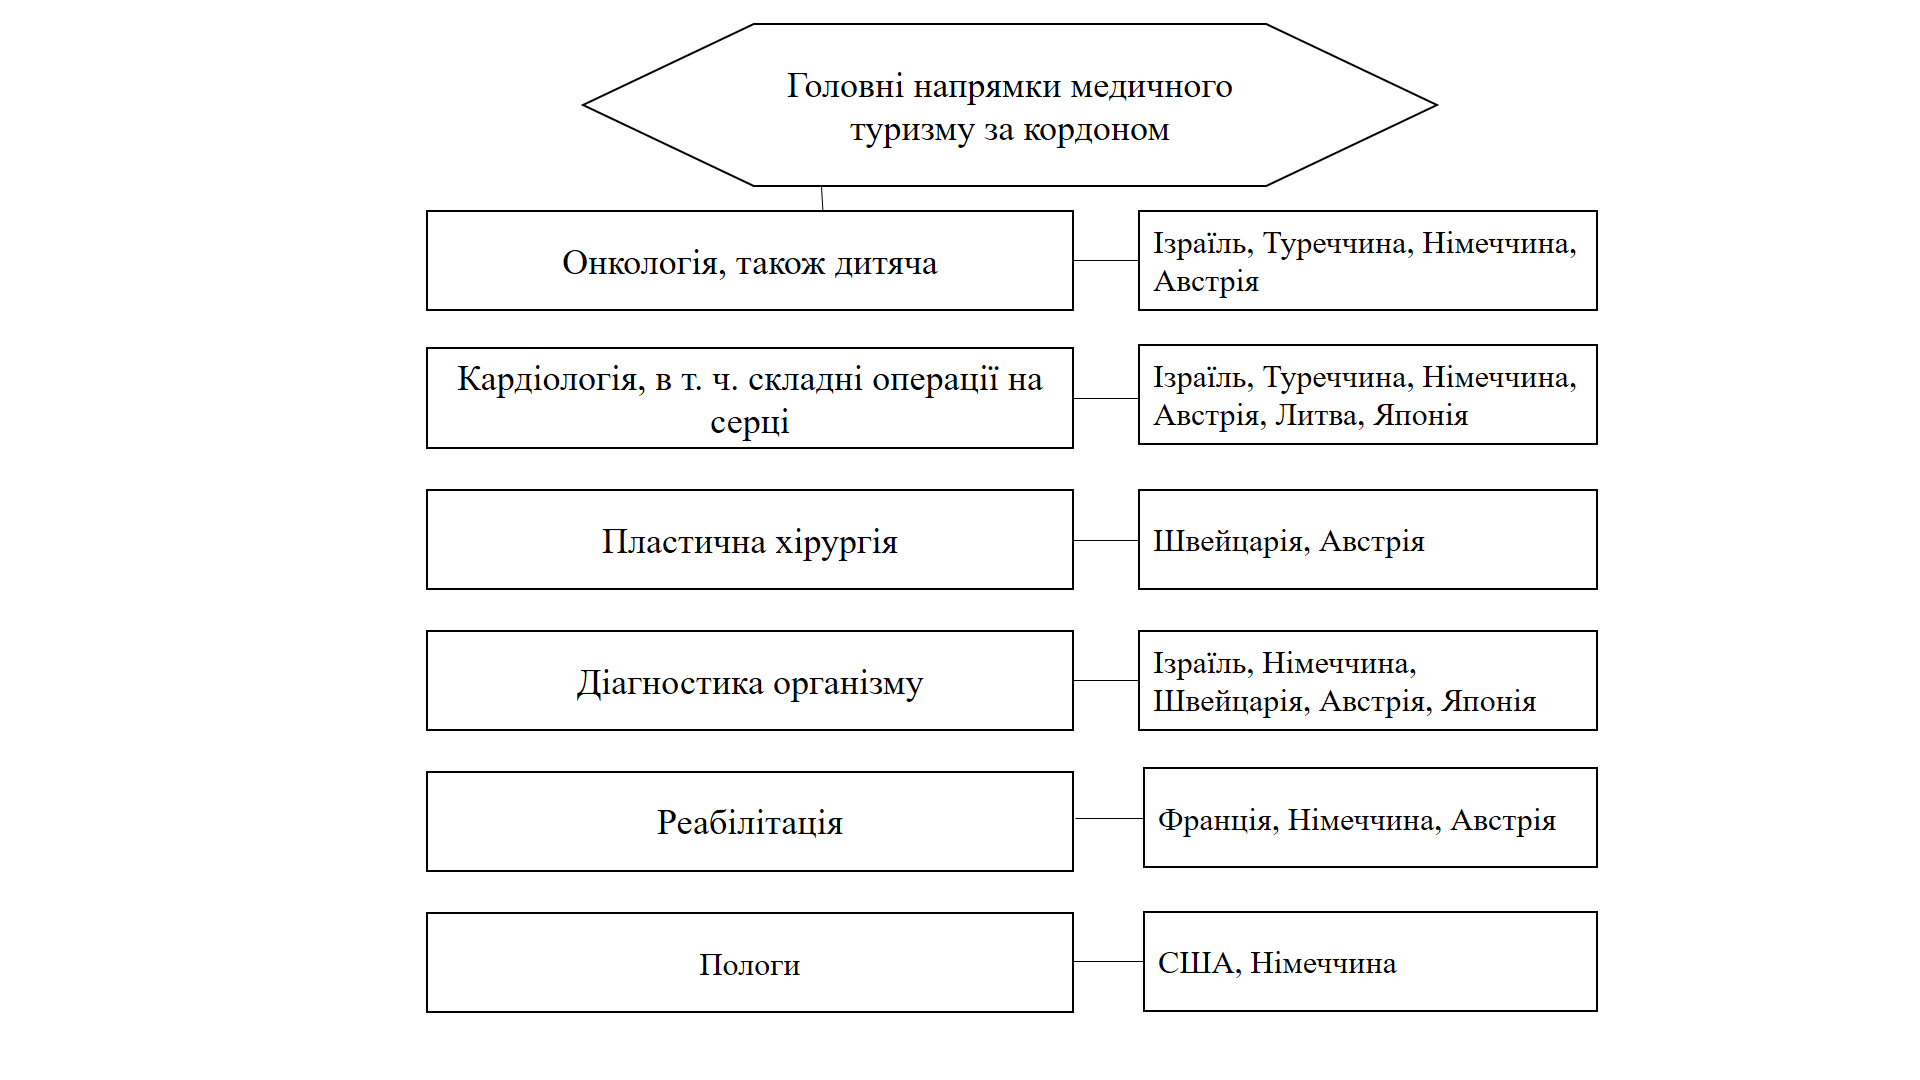 Головні напрямки медичного
туризму за кордоном
Онкологія, також дитяча
Ізраїль, Туреччина, Німеччина,
Австрія
Кардіологія, в т. ч. складні операції на
серці
Ізраїль, Туреччина, Німеччина,
Австрія, Литва, Японія
Пластична хірургія
Швейцарія, Австрія
Діагностика організму
Ізраїль, Німеччина,
Швейцарія, Австрія, Японія
Реабілітація
Франція, Німеччина, Австрія
Пологи
США, Німеччина